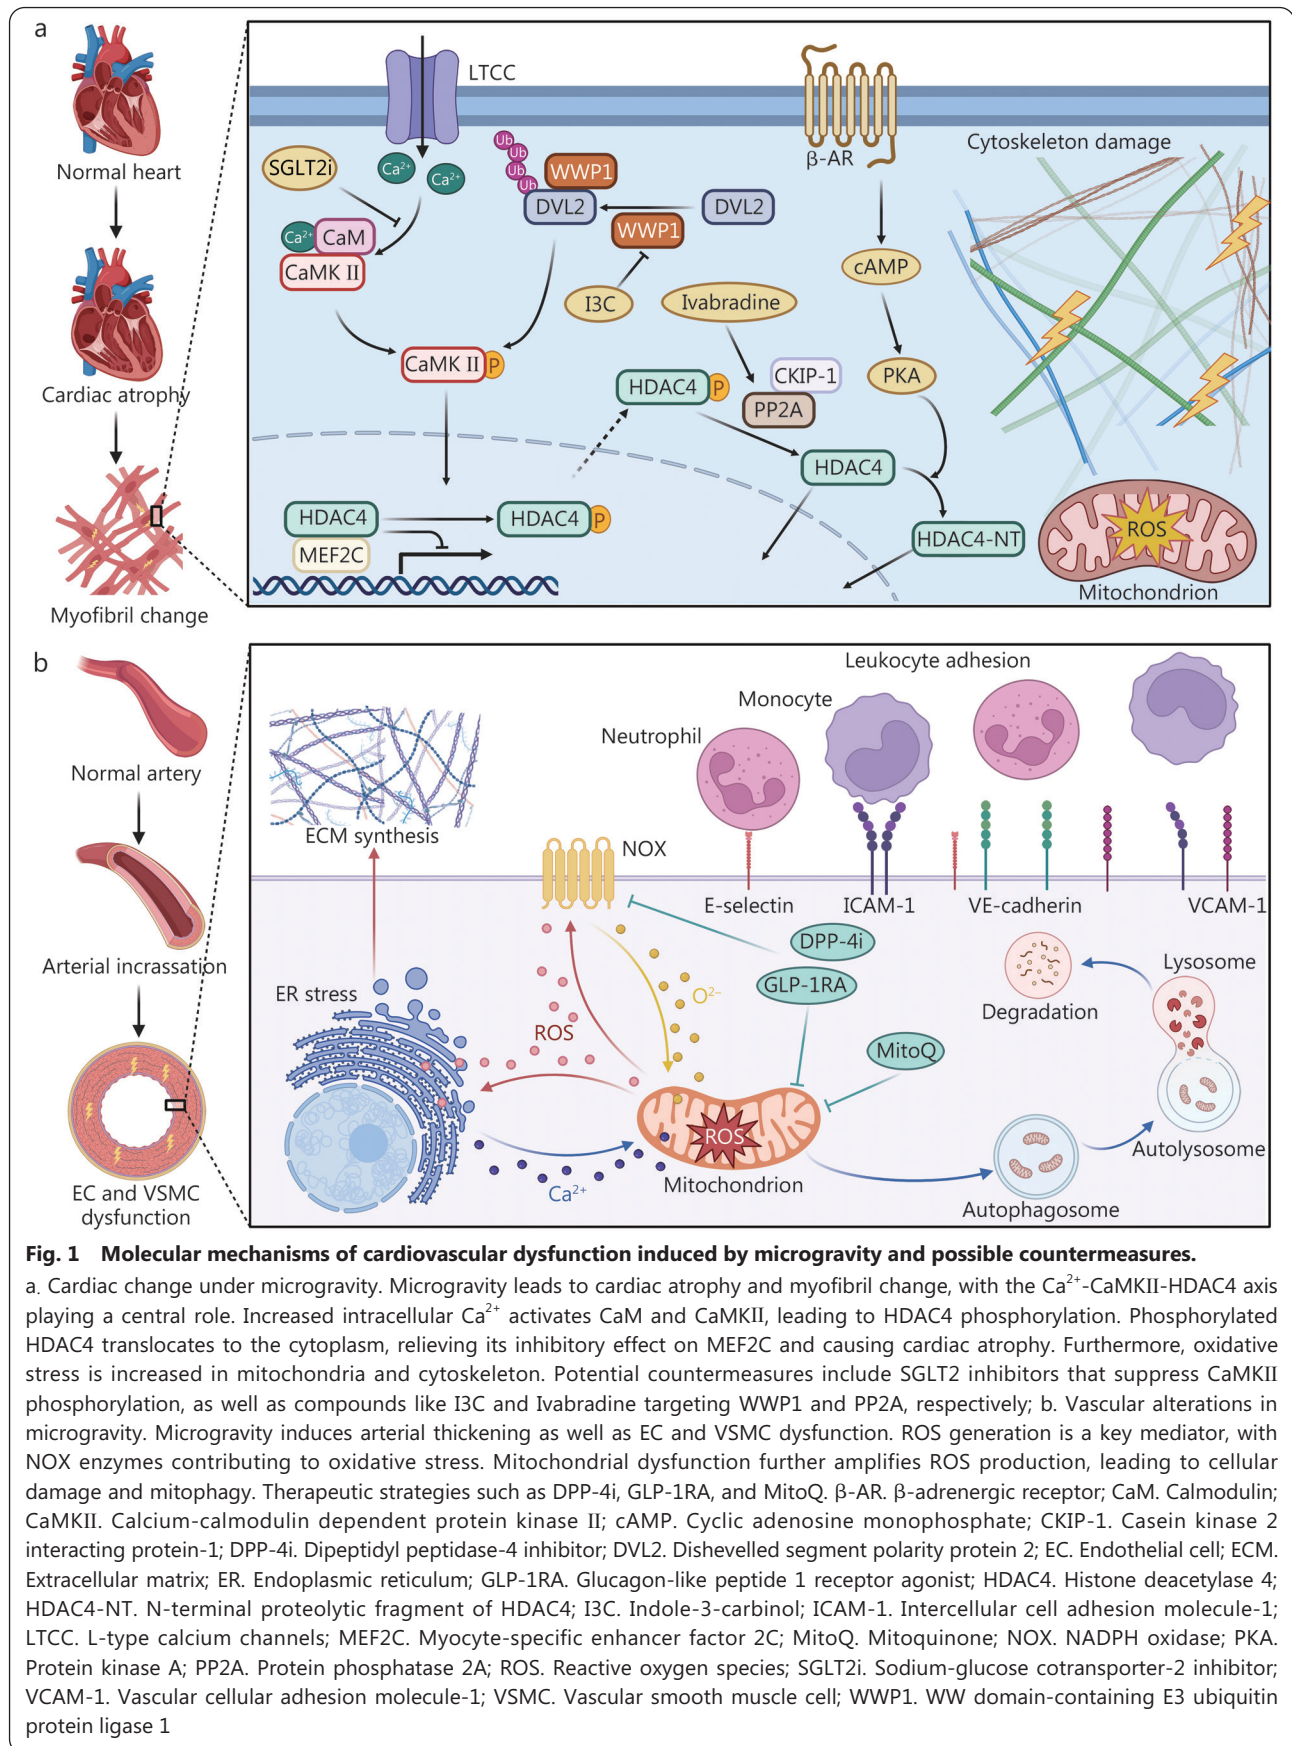 a
Normal heart
Cardiac atrophy
Myofibril change
LTCC
SGLT2i
Ca²⁺
Ca²⁺
Ca²⁺
CaM
CaMK II
Ub
Ub
Ub
Ub
WWP1
DVL2
DVL2
WWP1
I3C
CaMK II
P
β-AR
cAMP
PKA
Ivabradine
CKIP-1
PP2A
HDAC4
P
HDAC4
HDAC4-NT
HDAC4
MEF2C
HDAC4
P
Cytoskeleton damage
ROS
Mitochondrion
b
Normal artery
Arterial incrassation
EC and VSMC
dysfunction
ECM synthesis
ER stress
NOX
ROS
O²⁻
Ca²⁺
Neutrophil
Monocyte
Leukocyte adhesion
E-selectin
ICAM-1
VE-cadherin
VCAM-1
DPP-4i
GLP-1RA
MitoQ
ROS
Mitochondrion
Degradation
Lysosome
Autolysosome
Autophagosome
Fig. 1 Molecular mechanisms of cardiovascular dysfunction induced by microgravity and possible countermeasures.
a. Cardiac change under microgravity. Microgravity leads to cardiac atrophy and myofibril change, with the Ca²⁺-CaMKII-HDAC4 axis
playing a central role. Increased intracellular Ca²⁺ activates CaM and CaMKII, leading to HDAC4 phosphorylation. Phosphorylated
HDAC4 translocates to the cytoplasm, relieving its inhibitory effect on MEF2C and causing cardiac atrophy. Furthermore, oxidative
stress is increased in mitochondria and cytoskeleton. Potential countermeasures include SGLT2 inhibitors that suppress CaMKII
phosphorylation, as well as compounds like I3C and Ivabradine targeting WWP1 and PP2A, respectively; b. Vascular alterations in
microgravity. Microgravity induces arterial thickening as well as EC and VSMC dysfunction. ROS generation is a key mediator, with
NOX enzymes contributing to oxidative stress. Mitochondrial dysfunction further amplifies ROS production, leading to cellular
damage and mitophagy. Therapeutic strategies such as DPP-4i, GLP-1RA, and MitoQ. β-AR. β-adrenergic receptor; CaM. Calmodulin;
CaMKII. Calcium-calmodulin dependent protein kinase II; cAMP. Cyclic adenosine monophosphate; CKIP-1. Casein kinase 2
interacting protein-1; DPP-4i. Dipeptidyl peptidase-4 inhibitor; DVL2. Dishevelled segment polarity protein 2; EC. Endothelial cell; ECM.
Extracellular matrix; ER. Endoplasmic reticulum; GLP-1RA. Glucagon-like peptide 1 receptor agonist; HDAC4. Histone deacetylase 4;
HDAC4-NT. N-terminal proteolytic fragment of HDAC4; I3C. Indole-3-carbinol; ICAM-1. Intercellular cell adhesion molecule-1;
LTCC. L-type calcium channels; MEF2C. Myocyte-specific enhancer factor 2C; MitoQ. Mitoquinone; NOX. NADPH oxidase; PKA.
Protein kinase A; PP2A. Protein phosphatase 2A; ROS. Reactive oxygen species; SGLT2i. Sodium-glucose cotransporter-2 inhibitor;
VCAM-1. Vascular cellular adhesion molecule-1; VSMC. Vascular smooth muscle cell; WWP1. WW domain-containing E3 ubiquitin
protein ligase 1